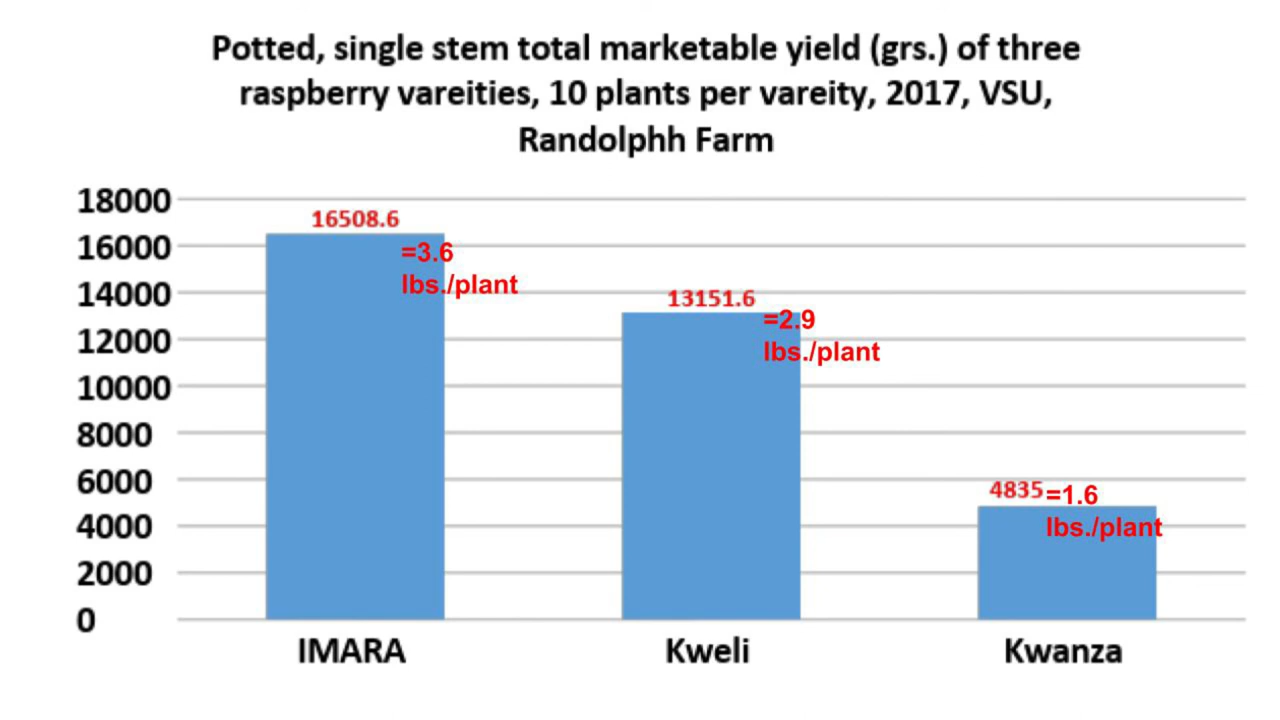 Potted, single stem total marketable yield (grs.) of three
raspberry vareities, 10 plants per vareity, 2017, VSU,
Randolphh Farm
18000
16508.6
16000
=3.6
lbs./plant
14000
13151.6
=2.9
lbs./plant
12000
10000
8000
6000
4835
=1.6
lbs./plant
4000
2000
0
IMARA Kweli Kwanza